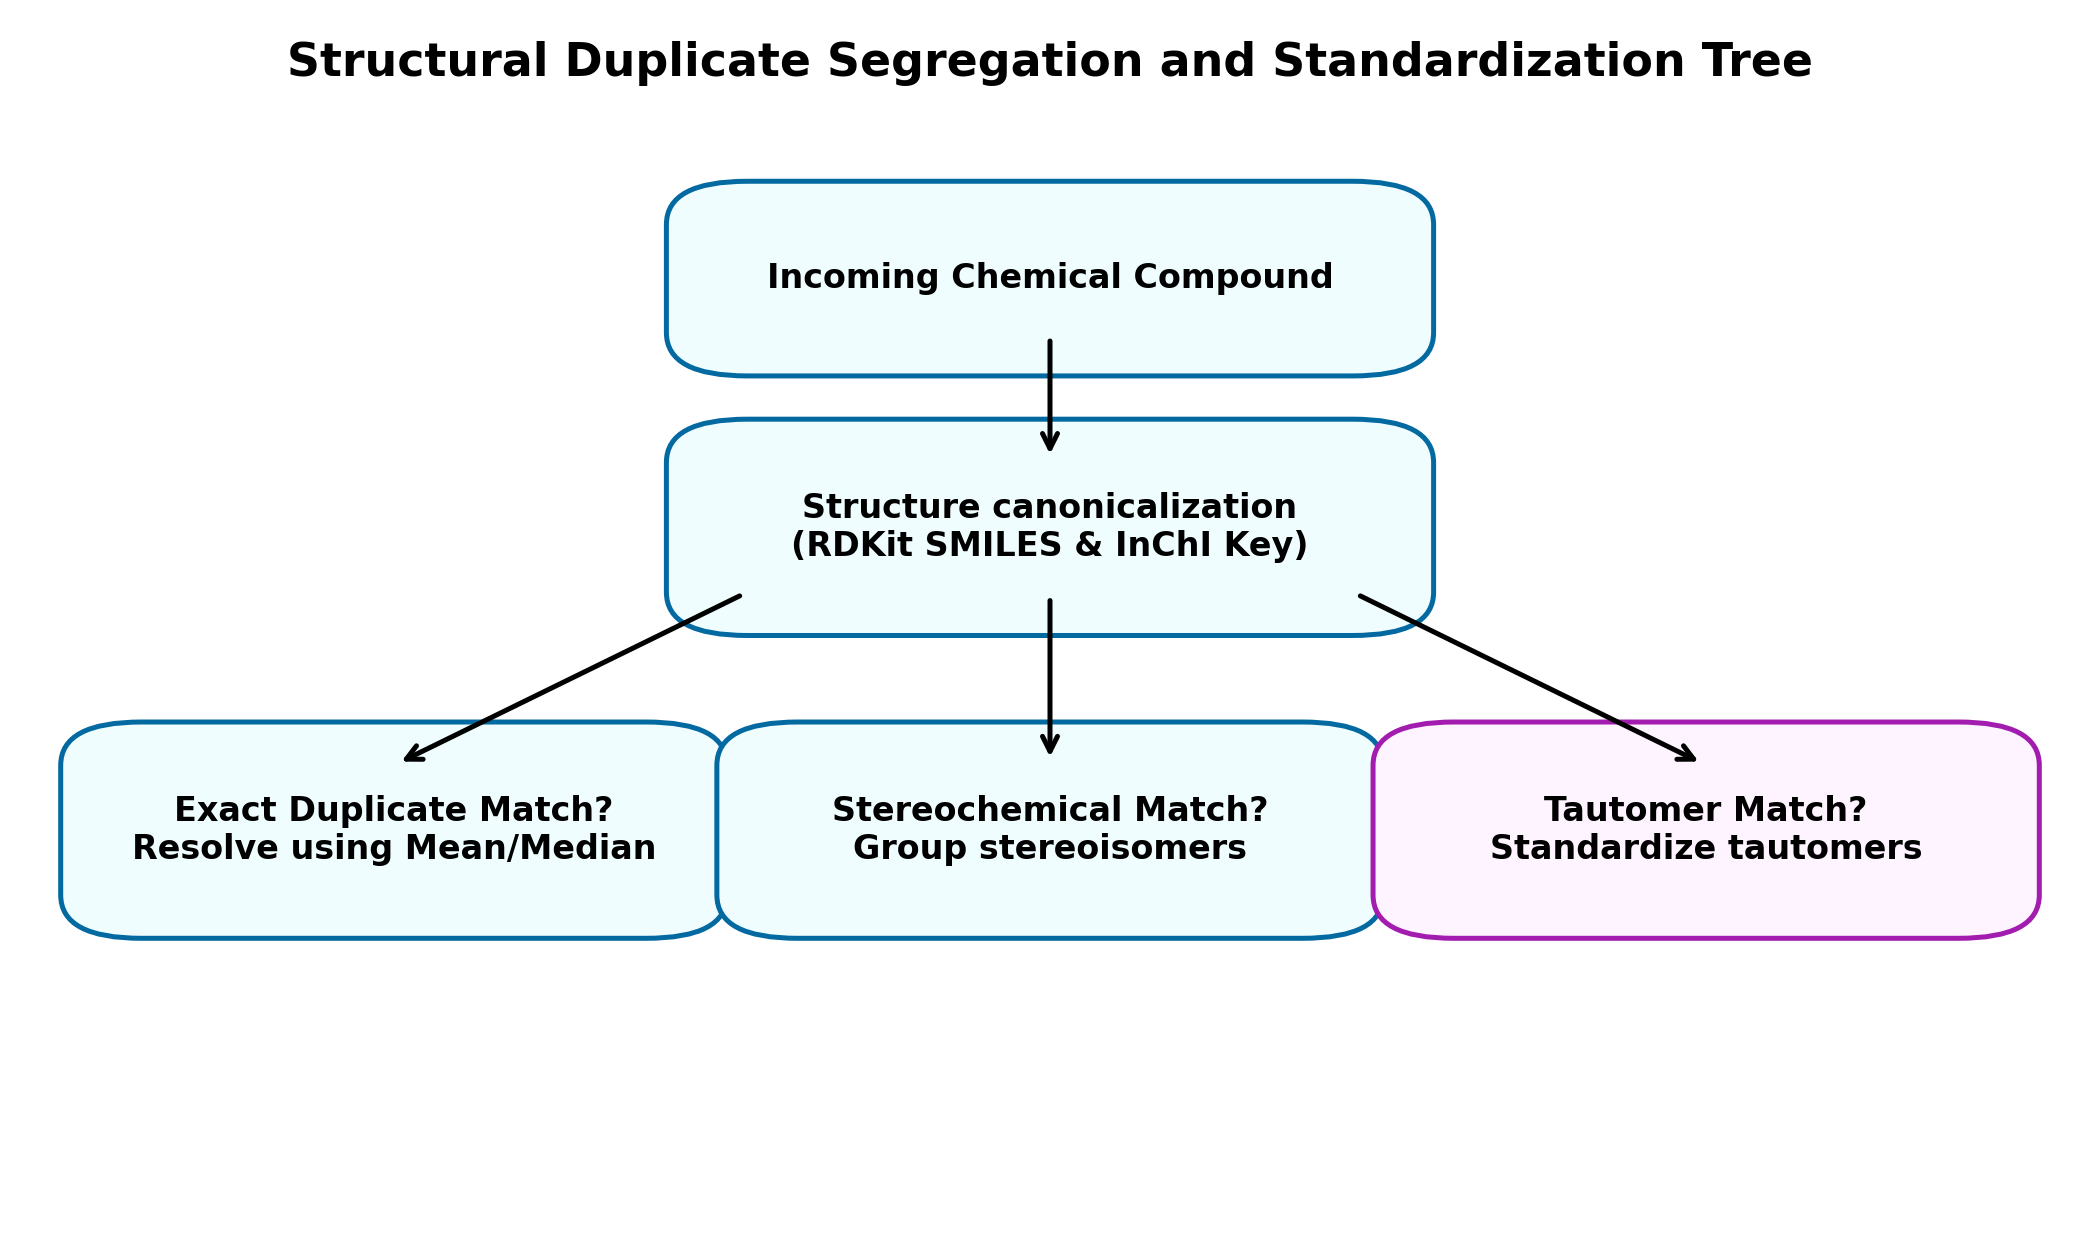 Structural Duplicate Segregation and Standardization Tree
Incoming Chemical Compound
Structure canonicalization
(RDKit SMILES & InChI Key)
Exact Duplicate Match?
Resolve using Mean/Median
Stereochemical Match?
Group stereoisomers
Tautomer Match?
Standardize tautomers